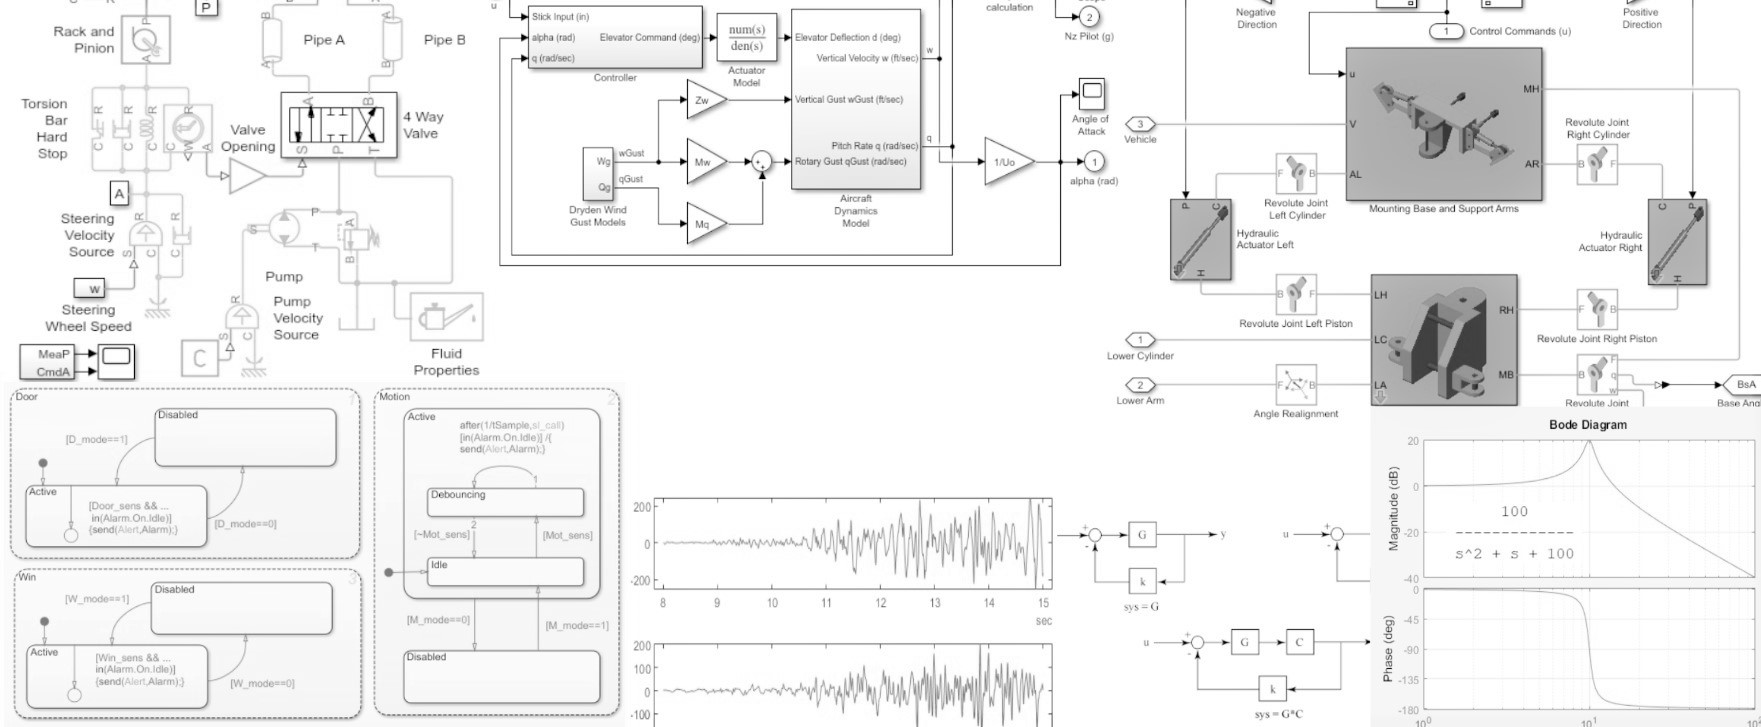 P
Rack and
Pinion
P
A
B
B
Pipe A
Pipe B
A
A
Torsion
Bar
Hard
Stop
R
R
R
R
C
C
C
C
W
A
Valve
Opening
A
B
S
P
T
4 Way
Valve
A
Steering
Velocity
Source
R
S
C
R
C
w
Steering
Wheel Speed
MeaP
CmdA
S
P
T
A
B
Pump
Pump
Velocity
Source
R
S
C
C
Fluid
Properties
u
Stick Input (in)
alpha (rad)
q (rad/sec)
Elevator Command (deg)
Controller
num(s)
den(s)
Actuator
Model
Elevator Deflection d (deg)
Vertical Velocity w (ft/sec)
Vertical Gust wGust (ft/sec)
Pitch Rate q (rad/sec)
Rotary Gust qGust (rad/sec)
Aircraft
Dynamics
Model
w
q
Zw
Mw
Mq
Wg
Qg
wGust
qGust
Dryden Wind
Gust Models
1/Uo
calculation
2
Nz Pilot (g)
Angle of
Attack
1
alpha (rad)
Negative
Direction
Positive
Direction
1
Control Commands (u)
u
MH
V
AR
AL
Mounting Base and Support Arms
3
Vehicle
F
B
Revolute Joint
Left Cylinder
Revolute Joint
Right Cylinder
B
F
P
C
H
Hydraulic
Actuator Left
C
P
H
Hydraulic
Actuator Right
B
F
Revolute Joint Left Piston
LH
RH
LC
MB
LA
F
B
Revolute Joint Right Piston
1
Lower Cylinder
2
Lower Arm
F
B
Angle Realignment
B
F
q
w
Revolute Joint
BsA
Base Ang
Door
1
Disabled
[D_mode==1]
Active
[Door_sens && ...
in(Alarm.On.Idle)]
{send(Alert,Alarm);}
[D_mode==0]
Win
3
Disabled
[W_mode==1]
Active
[Win_sens && ...
in(Alarm.On.Idle)]
{send(Alert,Alarm);}
[W_mode==0]
Motion
2
Active
after(1/tSample,sl_call)
[in(Alarm.On.Idle)] /{
send(Alert,Alarm);}
1
Debouncing
2
[~Mot_sens]
[Mot_sens]
Idle
[M_mode==0]
[M_mode==1]
Disabled
200
0
-200
8
9
10
11
12
13
14
15
sec
200
100
0
-100
+
-
G
y
k
sys = G
u
+
-
u
+
-
G
C
k
sys = G*C
Bode Diagram
Magnitude (dB)
20
0
-20
-40
100
--------------
s^2 + s + 100
Phase (deg)
0
-45
-90
-135
-180
10^0
10^1